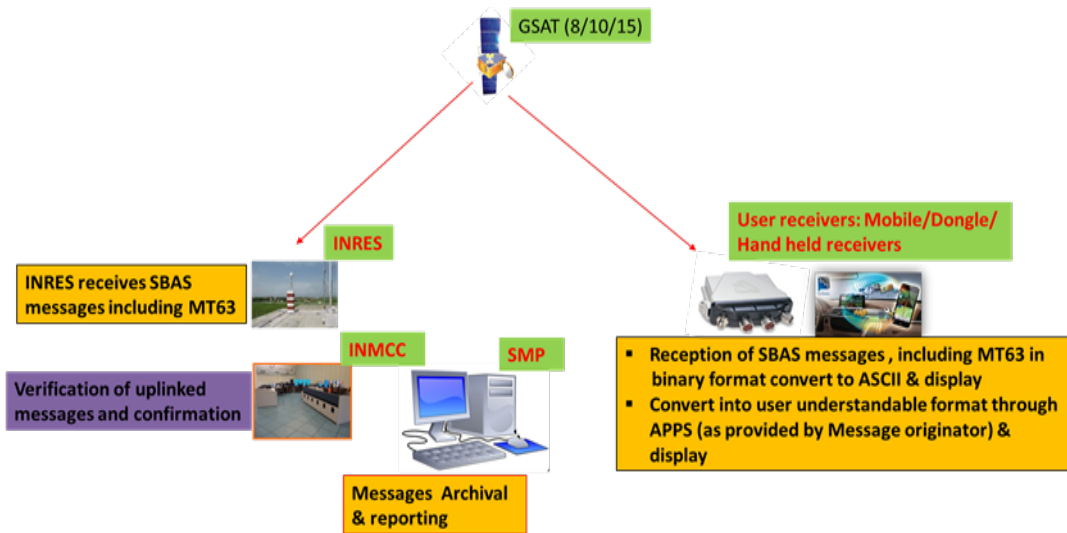 GSAT (8/10/15)
User receivers: Mobile/Dongle/
Hand held receivers
INRES
INRES receives SBAS
messages including MT63
INMCC
SMP
Verification of uplinked
messages and confirmation
▪ Reception of SBAS messages , including MT63 in
binary format convert to ASCII & display
▪ Convert into user understandable format through
APPS (as provided by Message originator) &
display
Messages Archival
& reporting